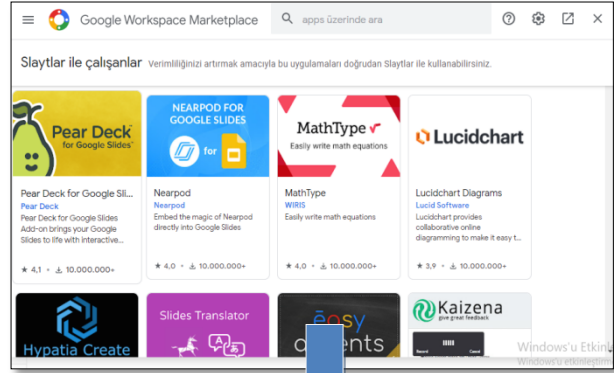 Google Workspace Marketplace
apps üzerinde ara
Slaytlar ile çalışanlar
Verimliliğinizi artırmak amacıyla bu uygulamaları doğrudan Slaytlar ile kullanabilirsiniz.
Pear Deck
for Google Slides
Pear Deck for Google Sli...
Pear Deck
Pear Deck for Google Slides
Add-on brings your Google
Slides to life with interactive...
★ 4,1 • 10.000.000+
NEARPOD FOR
GOOGLE SLIDES
for
Nearpod
Nearpod
Embed the magic of Nearpod
directly into Google Slides
★ 4,0 • 10.000.000+
MathType
Easily write math equations
MathType
WIRIS
Easily write math equations
★ 4,0 • 10.000.000+
Lucidchart
Lucidchart Diagrams
Lucid Software
Lucidchart provides
collaborative online
diagramming to make it easy t...
★ 3,9 • 10.000.000+
Hypatia Create
Slides Translator
Kaizena
give great feedback
Record
Cancel
Windows'u Etkinl
Windows'u etkinleştirm